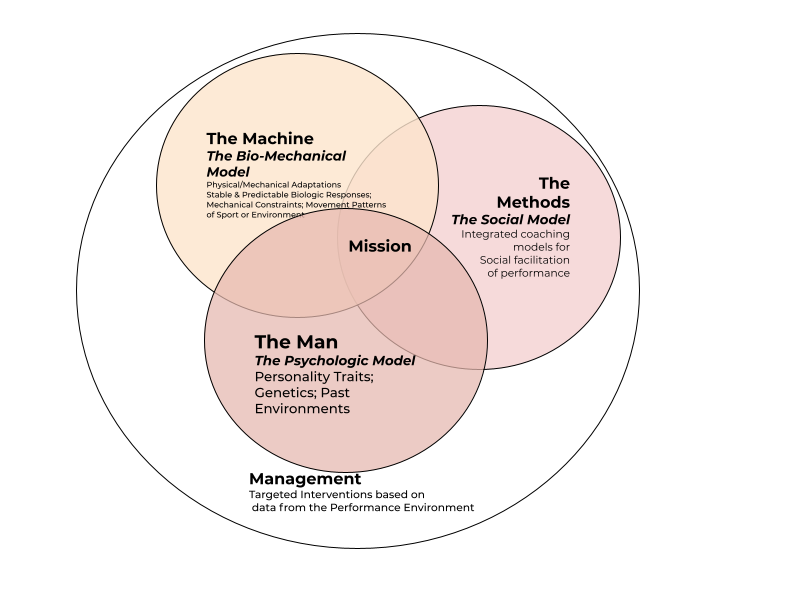 The Machine
The Bio-Mechanical
Model
Physical/Mechanical Adaptations
Stable & Predictable Biologic Responses;
Mechanical Constraints; Movement Patterns
of Sport or Environment
The
Methods
The Social Model
Integrated coaching
models for
Social facilitation
of performance
Mission
The Man
The Psychologic Model
Personality Traits;
Genetics; Past
Environments
Management
Targeted Interventions based on
data from the Performance Environment